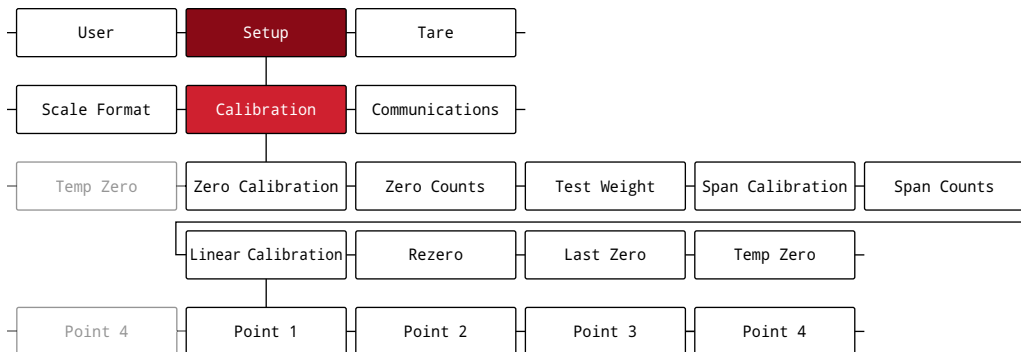 User Setup Tare
Scale Format Calibration Communications
Temp Zero Zero Calibration Zero Counts Test Weight Span Calibration Span Counts
Linear Calibration Rezero Last Zero Temp Zero
Point 4 Point 1 Point 2 Point 3 Point 4